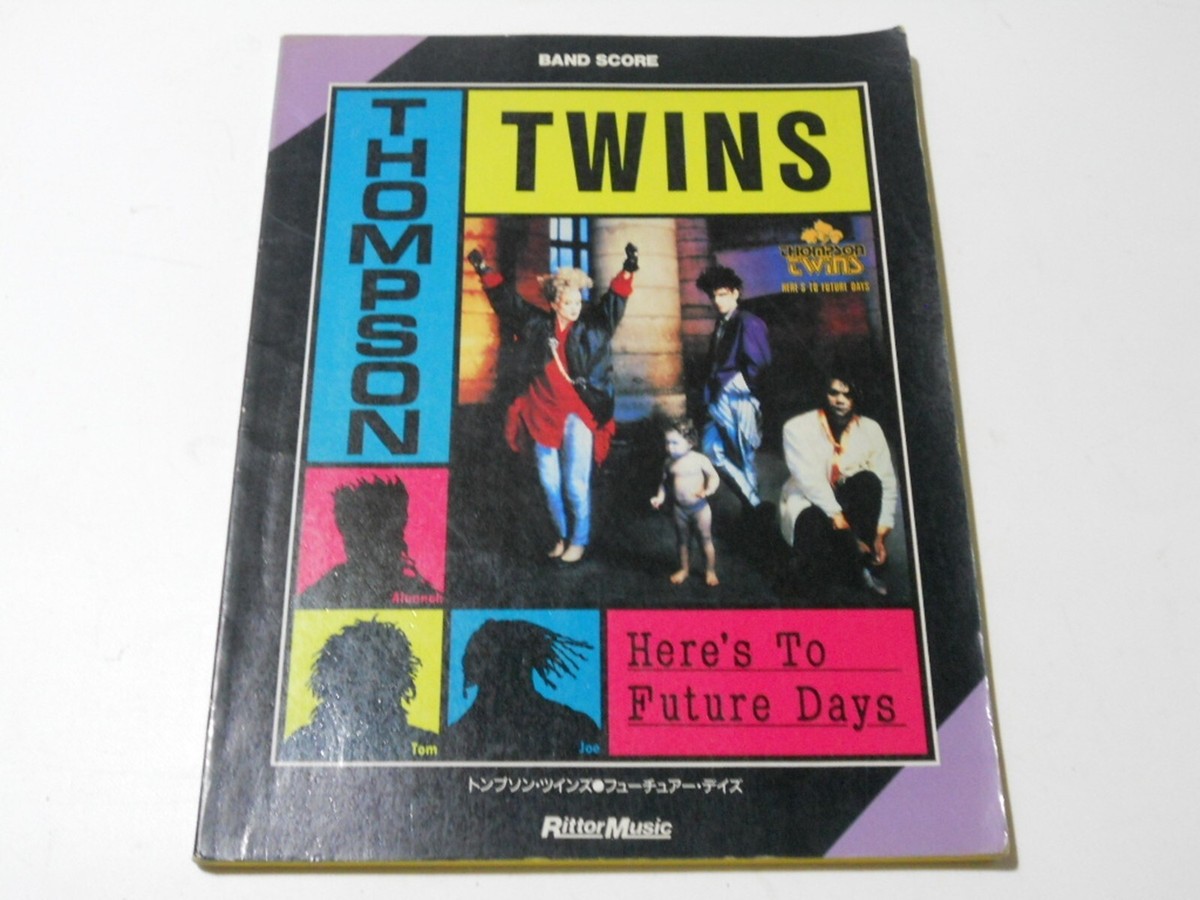 BAND SCORE
THOMPSON
TWINS
THOMPSON
twins
HERE'S TO FUTURE DAYS
Alannah
Tom
Joe
Here's To
Future Days
トンプソン・ツインズ●フューチュアー・デイズ
RittorMusic